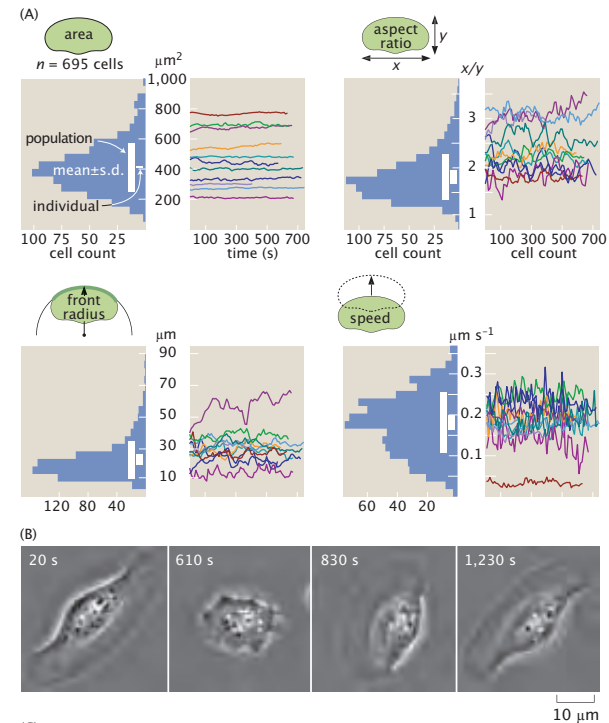 (A)
area
n = 695 cells
μm²
1,000
800
600
400
200
population
mean±s.d.
individual
100 75 50 25
cell count
100 300 500 700
time (s)
aspect
ratio
y
x
x/y
3
2
1
100 75 50 25
cell count
100 300 500 700
cell count
front
radius
μm
90
70
50
30
10
120 80 40
speed
μm s⁻¹
0.3
0.2
0.1
60 40 20
(B)
20 s
610 s
830 s
1,230 s
10 μm